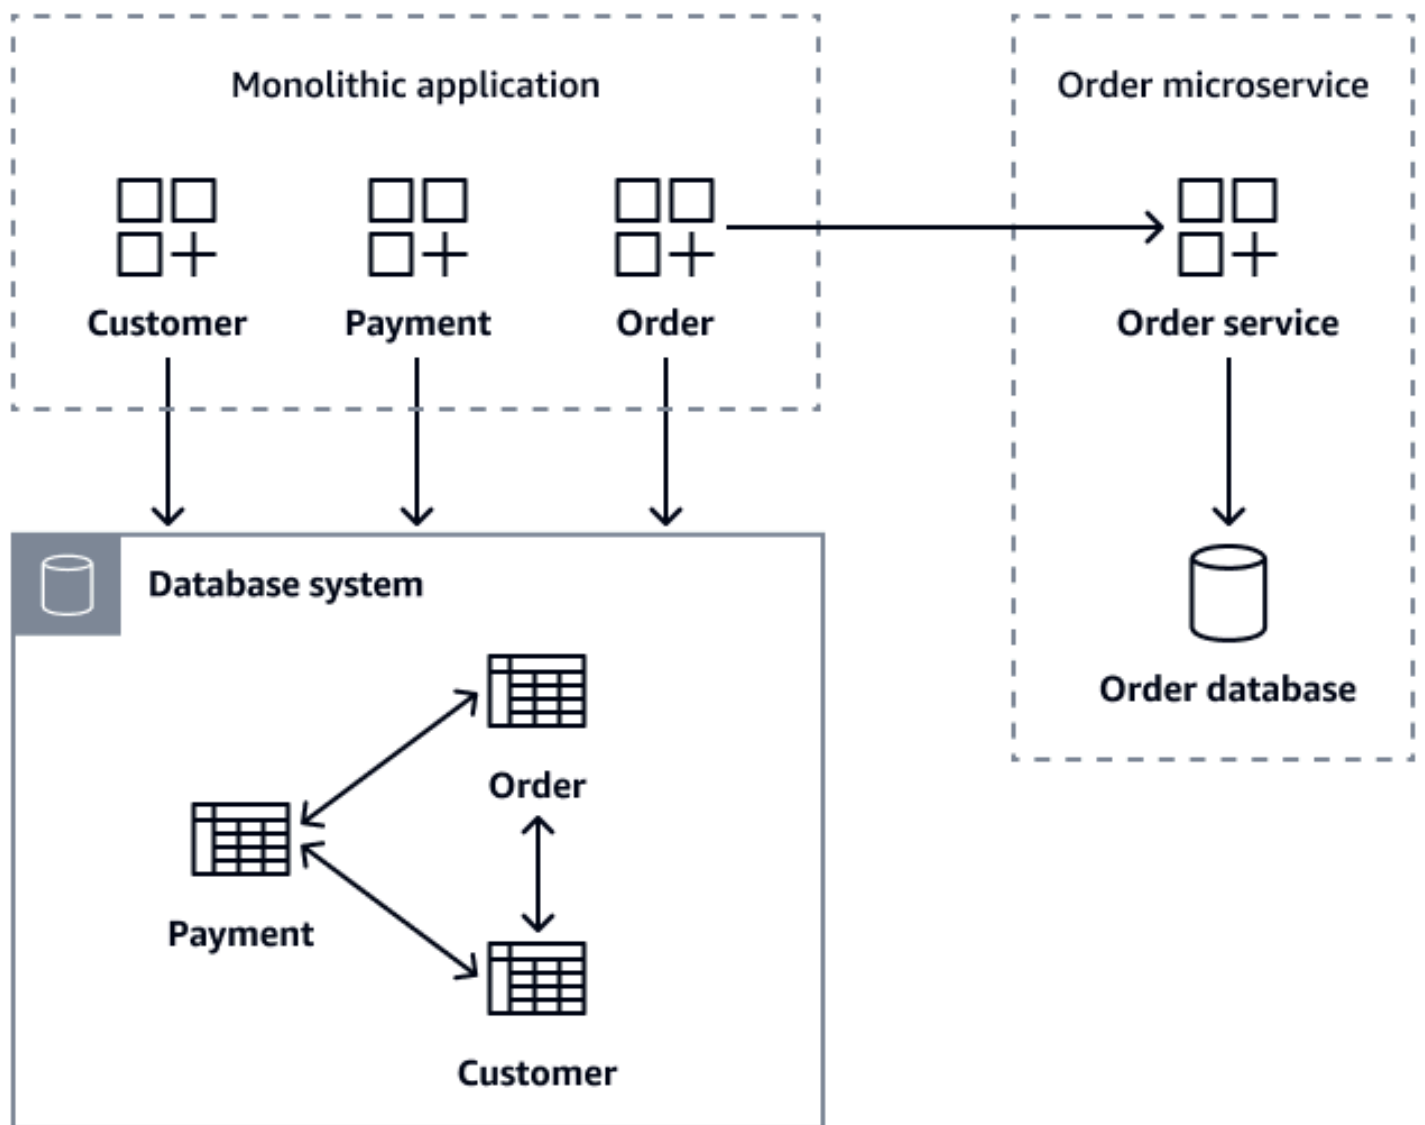 Monolithic application
Order microservice
Customer
Payment
Order
Order service
Database system
Order
Order database
Payment
Customer